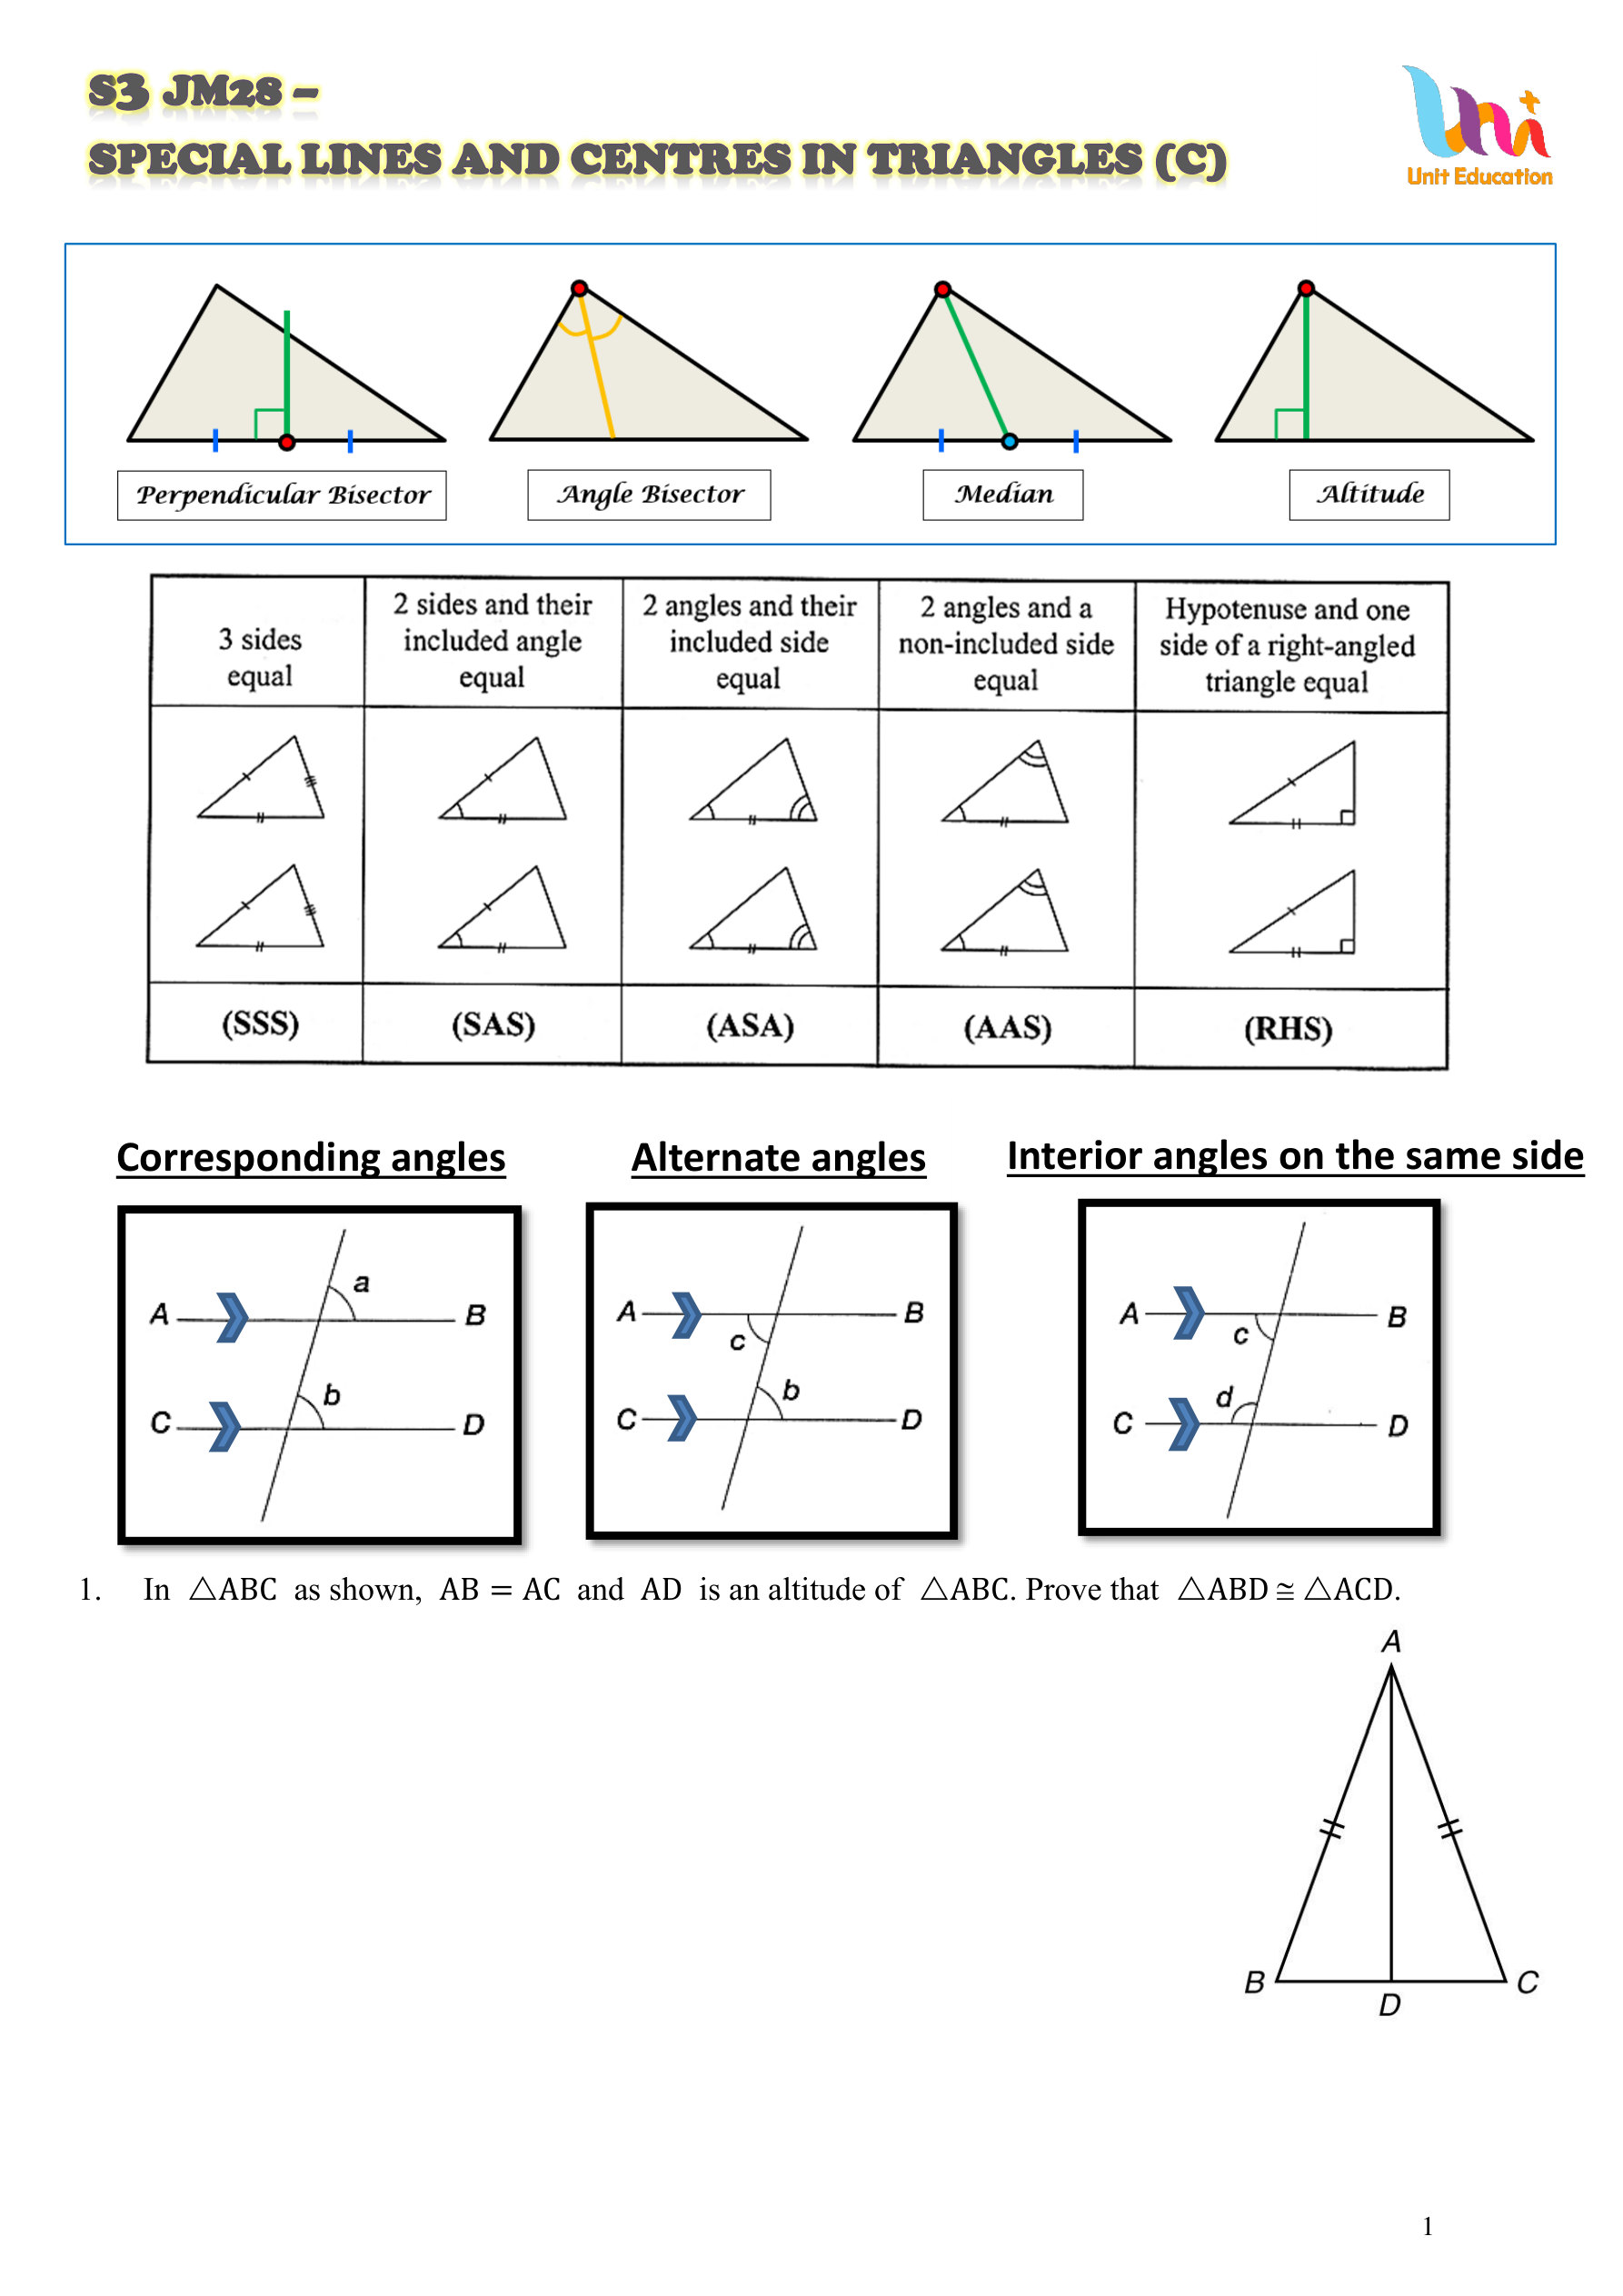 S3 JM28 –
SPECIAL LINES AND CENTRES IN TRIANGLES (C)
Uni+
Unit Education
Perpendicular Bisector
Angle Bisector
Median
Altitude
3 sides
equal
2 sides and their
included angle
equal
2 angles and their
included side
equal
2 angles and a
non-included side
equal
Hypotenuse and one
side of a right-angled
triangle equal
(SSS)
(SAS)
(ASA)
(AAS)
(RHS)
Corresponding angles
Alternate angles
Interior angles on the same side
a
A
B
b
C
D
A
B
c
b
C
D
A
B
c
d
C
D
1. In △ABC as shown, AB = AC and AD is an altitude of △ABC. Prove that △ABD ≅ △ACD.
A
B
C
D
1